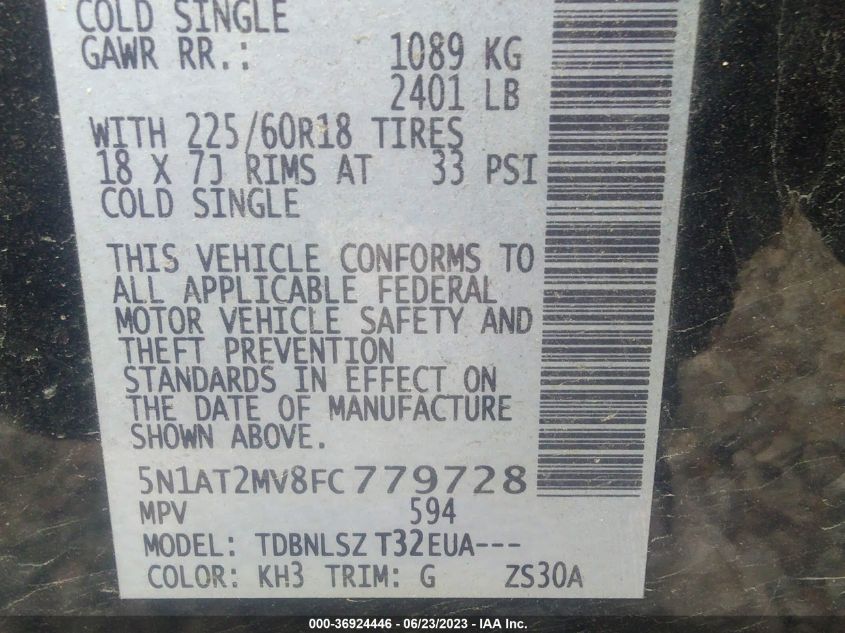 COLD SINGLE
GAWR RR.: 1089 KG
2401 LB
WITH 225/60R18 TIRES
18 X 7J RIMS AT 33 PSI
COLD SINGLE
THIS VEHICLE CONFORMS TO
ALL APPLICABLE FEDERAL
MOTOR VEHICLE SAFETY AND
THEFT PREVENTION
STANDARDS IN EFFECT ON
THE DATE OF MANUFACTURE
SHOWN ABOVE.
5N1AT2MV8FC779728
MPV 594
MODEL: TDBNLSZ T32EUA---
COLOR: KH3 TRIM: G ZS30A
000-36924446 - 06/23/2023 - IAA Inc.